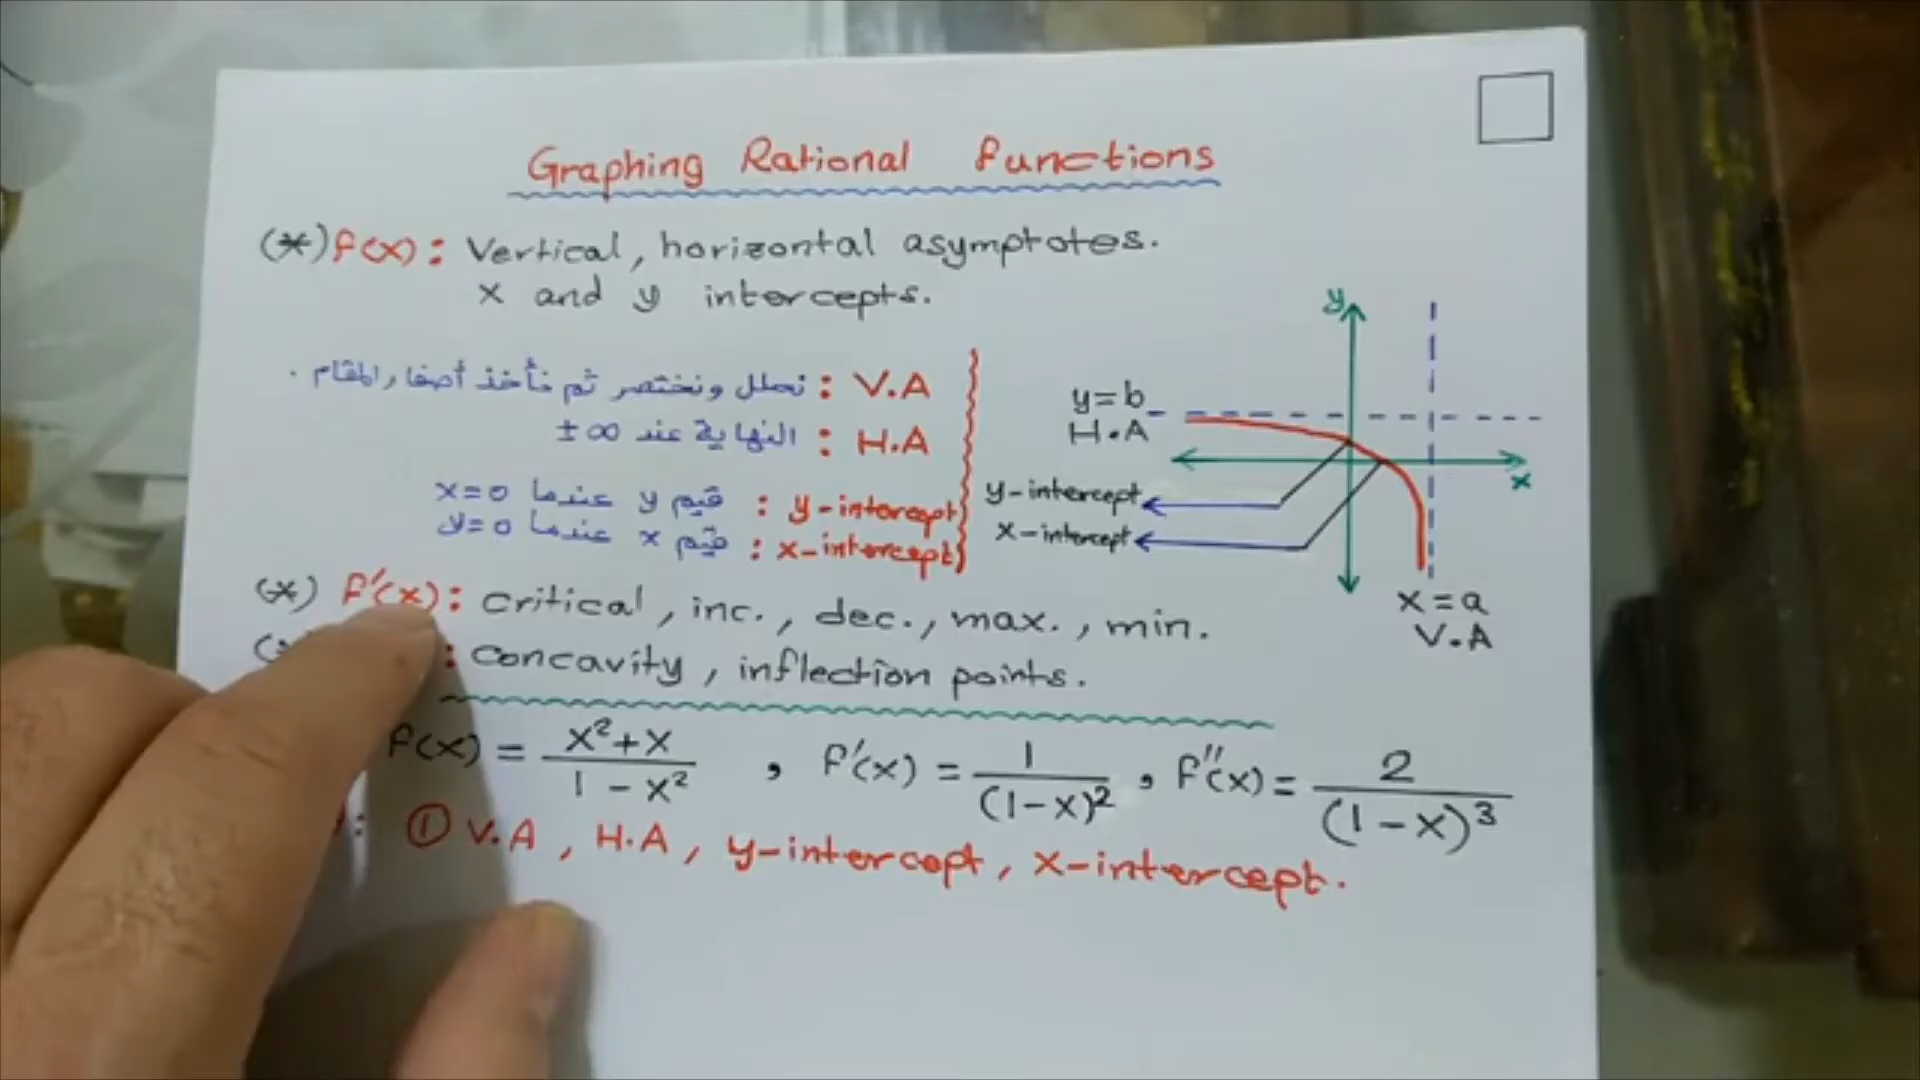 Graphing Rational functions
(*) f(x): Vertical, horizontal asymptotes.
x and y intercepts.
V.A : نحلل ونختصر ثم نأخذ أصفار المقام .
H.A : النهاية عند ±∞
y-intercept : قيم y عندما x=0
x-intercept : قيم x عندما y=0
y
y=b
H.A
x
y-intercept
x-intercept
x=a
V.A
(*) f'(x): critical, inc., dec., max., min.
: concavity, inflection points.
f(x) = (x²+x)/(1-x²) , f'(x) = 1/(1-x)² , f''(x) = 2/(1-x)³
: ① V.A, H.A, y-intercept, x-intercept.